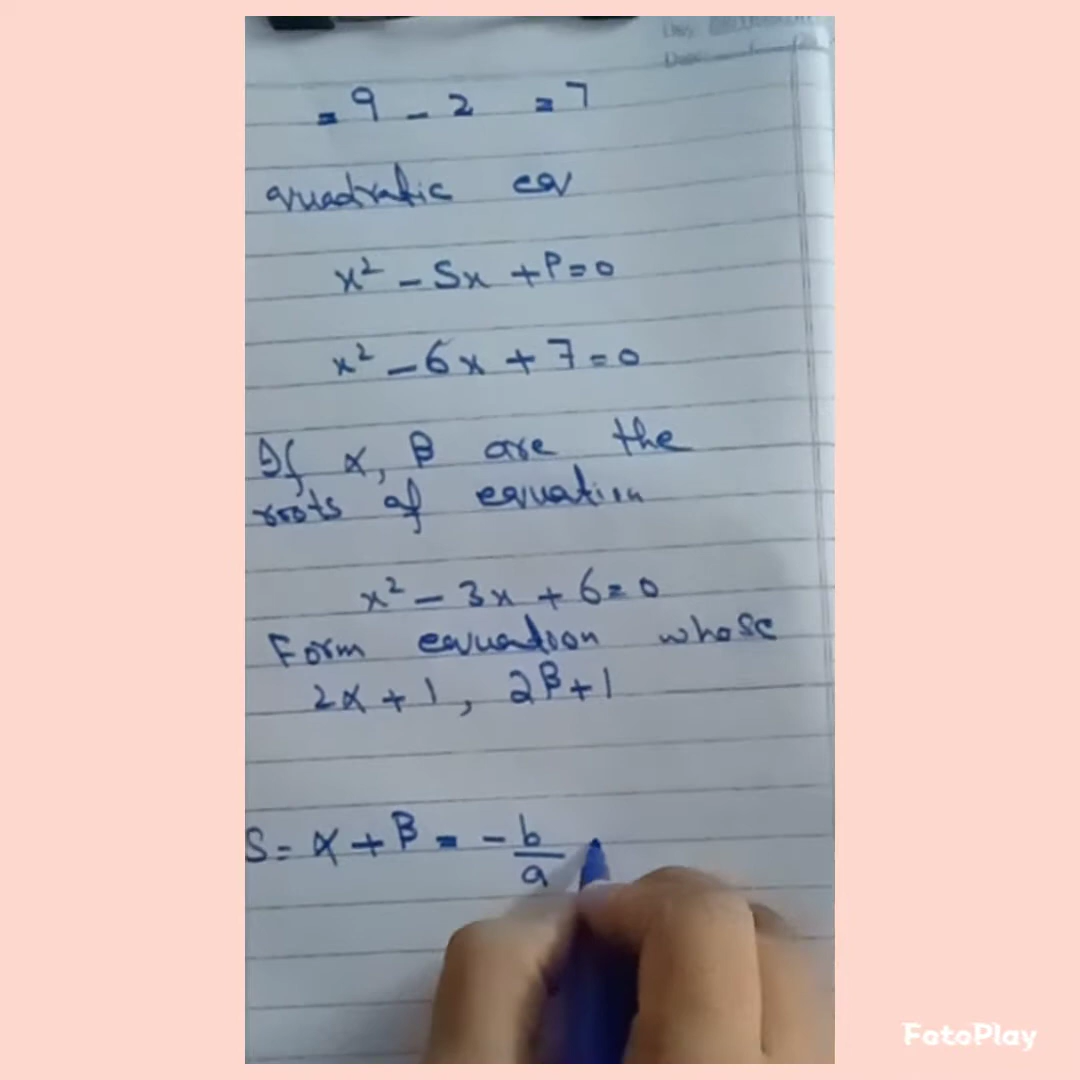 = 9 - 2 = 7
quadratic eq
x² - Sx + P = 0
x² - 6x + 7 = 0
If α, β are the
roots of equation
x² - 3x + 6 = 0
Form equation whose
2α + 1, 2β + 1
S = α + β = - b/a
FotoPlay